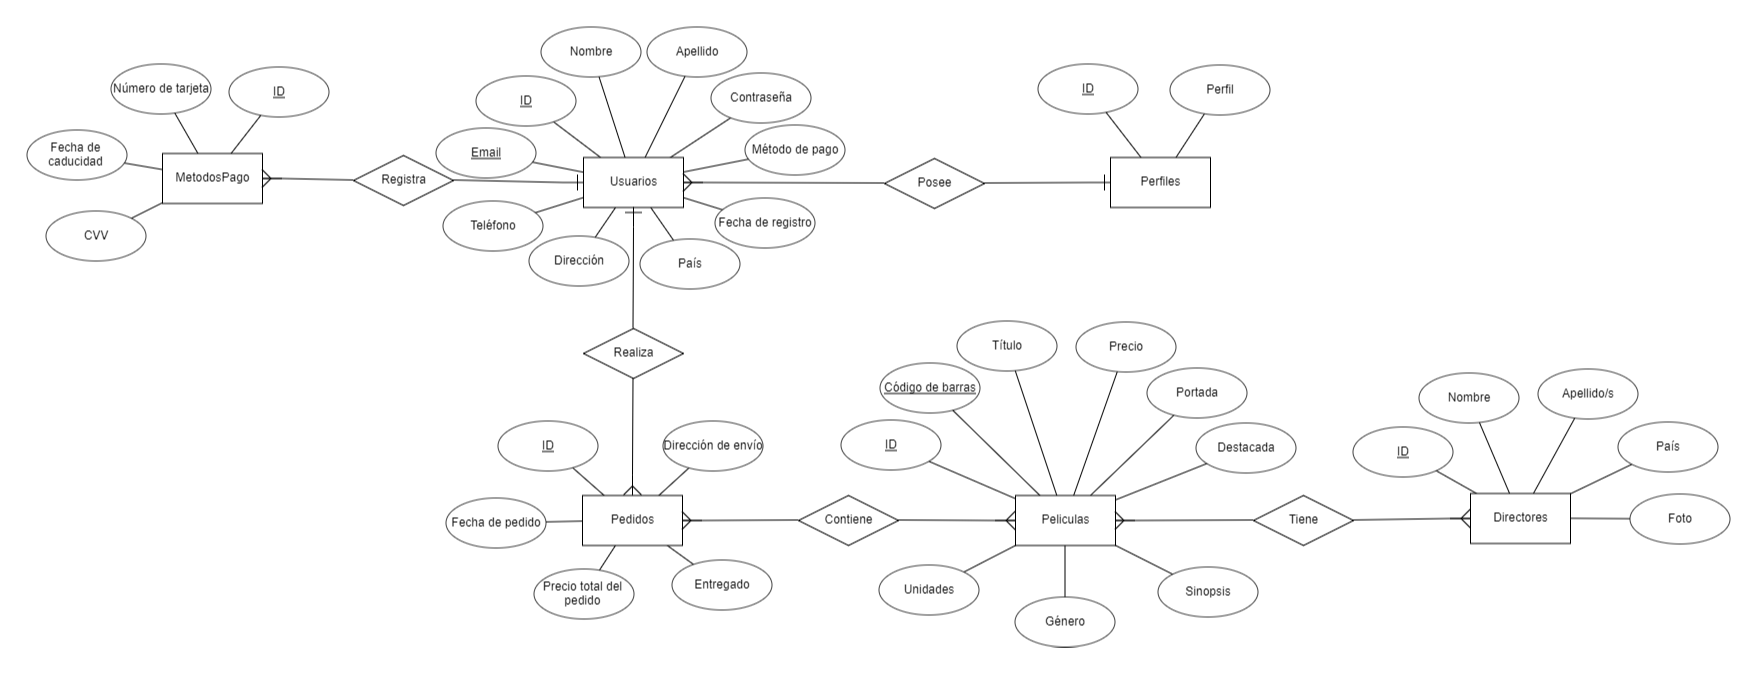 Nombre
Apellido
Número de tarjeta
ID
ID
Contraseña
ID
Perfil
Fecha de
caducidad
Email
Método de pago
MetodosPago
Registra
Usuarios
Posee
Perfiles
CVV
Teléfono
Fecha de registro
Dirección
País
Realiza
Título
Precio
Código de barras
Portada
Nombre
Apellido/s
ID
Dirección de envío
ID
Destacada
ID
País
Fecha de pedido
Pedidos
Contiene
Peliculas
Tiene
Directores
Foto
Precio total del
pedido
Entregado
Unidades
Género
Sinopsis